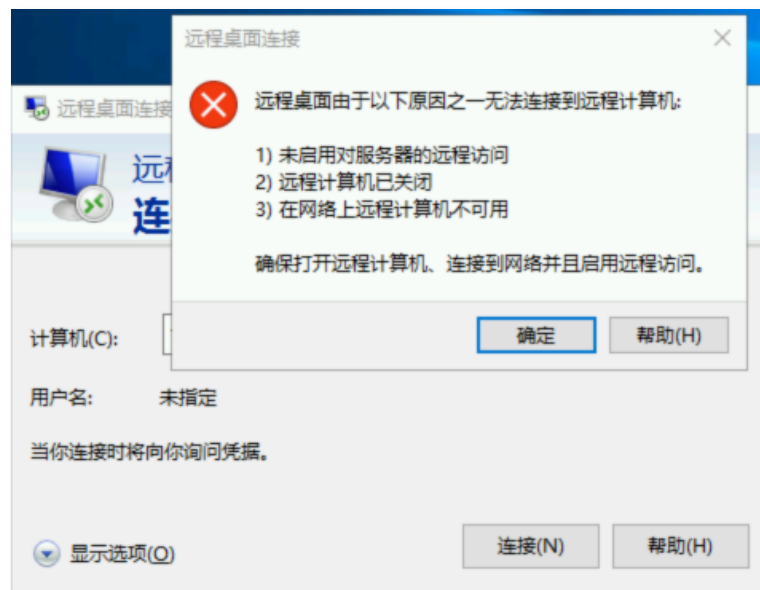 远程桌面连接
远程桌面连接
远程桌面由于以下原因之一无法连接到远程计算机:
1) 未启用对服务器的远程访问
2) 远程计算机已关闭
3) 在网络上远程计算机不可用
确保打开远程计算机、连接到网络并且启用远程访问。
确定
帮助(H)
远程
连
计算机(C):
用户名:
未指定
当你连接时将向你询问凭据。
显示选项(O)
连接(N)
帮助(H)